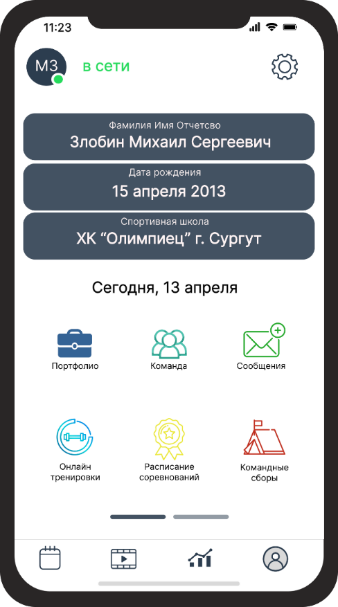 11:23
МЗ
в сети
Фамилия Имя Отчетсво
Злобин Михаил Сергеевич
Дата рождения
15 апреля 2013
Спортивная школа
ХК “Олимпиец” г. Сургут
Сегодня, 13 апреля
Портфолио
Команда
Сообщения
Онлайн
тренировки
Расписание
соревнований
Командные
сборы